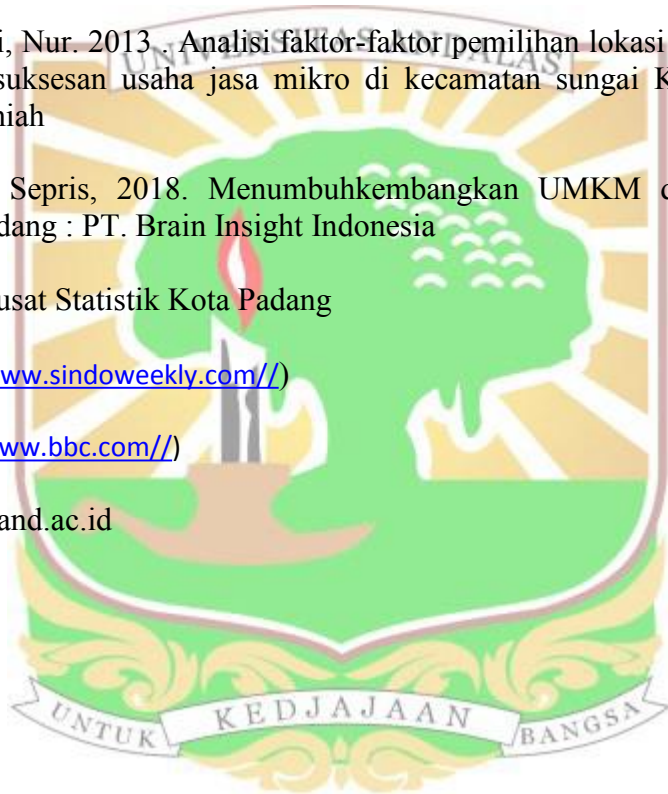 i, Nur. 2013 . Analisi faktor-faktor pemilihan lokasi
UNIVERSITAS ANDALAS
suksesan usaha jasa mikro di kecamatan sungai K
niah
Sepris, 2018. Menumbuhkembangkan UMKM d
dang : PT. Brain Insight Indonesia
usat Statistik Kota Padang
ww.sindoweekly.com//)
ww.bbc.com//)
and.ac.id
UNTUK KEDJAJAAN BANGSA